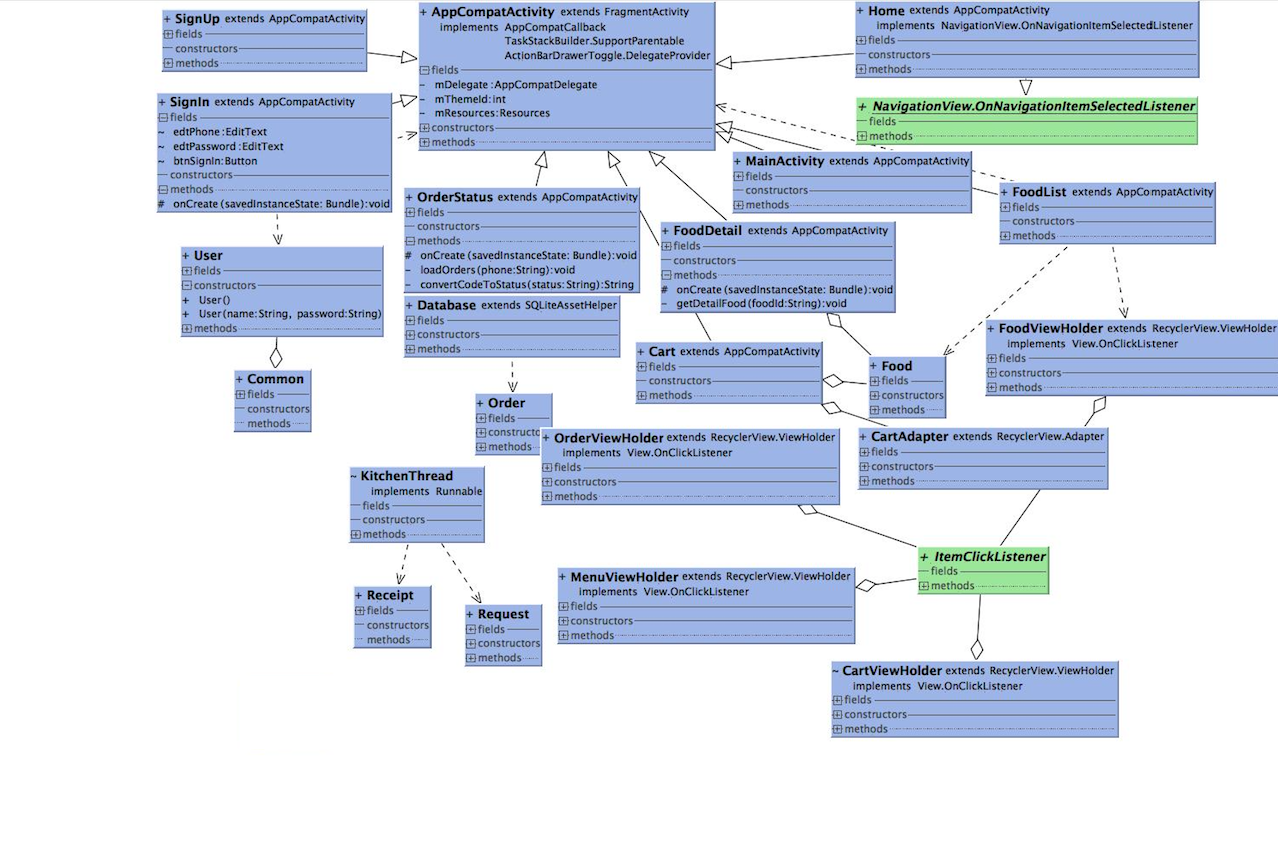 + SignUp extends AppCompatActivity
fields
constructors
methods
+ AppCompatActivity extends FragmentActivity
implements AppCompatCallback
TaskStackBuilder.SupportParentable
ActionBarDrawerToggle.DelegateProvider
fields
- mDelegate :AppCompatDelegate
- mThemeId: int
- mResources: Resources
constructors
methods
+ Home extends AppCompatActivity
implements NavigationView.OnNavigationItemSelectedListener
fields
constructors
methods
+ NavigationView.OnNavigationItemSelectedListener
fields
methods
+ SignIn extends AppCompatActivity
fields
~ edtPhone :EditText
~ edtPassword :EditText
~ btnSignIn: Button
constructors
methods
# onCreate (savedInstanceState: Bundle): void
+ MainActivity extends AppCompatActivity
fields
constructors
methods
+ FoodList extends AppCompatActivity
fields
constructors
methods
+ OrderStatus extends AppCompatActivity
fields
constructors
methods
# onCreate (savedInstanceState: Bundle): void
- loadOrders (phone:String): void
- convertCodeToStatus (status: String): String
+ FoodDetail extends AppCompatActivity
fields
constructors
methods
# onCreate (savedInstanceState: Bundle): void
- getDetailFood (foodId:String): void
+ User
fields
constructors
+ User ()
+ User (name: String, password:String)
methods
+ Database extends SQLiteAssetHelper
fields
constructors
methods
+ FoodViewHolder extends RecyclerView.ViewHolder
implements View.OnClickListener
fields
constructors
methods
+ Cart extends AppCompatActivity
fields
constructors
methods
+ Food
fields
constructors
methods
+ Common
fields
constructors
methods
+ Order
fields
constructo
methods
+ OrderViewHolder extends RecyclerView.ViewHolder
implements View.OnClickListener
fields
constructors
methods
+ CartAdapter extends RecyclerView.Adapter
fields
constructors
methods
~ KitchenThread
implements Runnable
fields
constructors
methods
+ ItemClickListener
fields
methods
+ MenuViewHolder extends RecyclerView.ViewHolder
implements View.OnClickListener
fields
constructors
methods
+ Receipt
fields
constructors
methods
+ Request
fields
constructors
methods
~ CartViewHolder extends RecyclerView.ViewHolder
implements View.OnClickListener
fields
constructors
methods